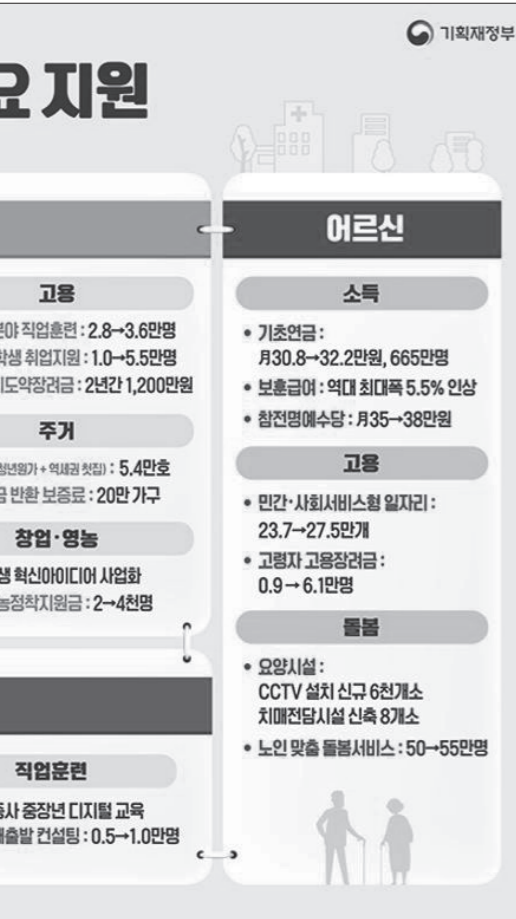 기획재정부
요 지원
고용
분야 직업훈련 : 2.8→3.6만명
학생 취업지원 : 1.0→5.5만명
도약장려금 : 2년간 1,200만원
주거
청년원가 + 역세권 첫집) : 5.4만호
금 반환 보증료 : 20만 가구
창업·영농
생 혁신아이디어 사업화
농정착지원금 : 2→4천명
직업훈련
종사 중장년 디지털 교육
재출발 컨설팅 : 0.5→1.0만명
어르신
소득
• 기초연금 :
月30.8→32.2만원, 665만명
• 보훈급여 : 역대 최대폭 5.5% 인상
• 참전명예수당 : 月35→38만원
고용
• 민간·사회서비스형 일자리 :
23.7→27.5만개
• 고령자 고용장려금 :
0.9→6.1만명
돌봄
• 요양시설 :
CCTV 설치 신규 6천개소
치매전담시설 신축 8개소
• 노인 맞춤 돌봄서비스 : 50→55만명